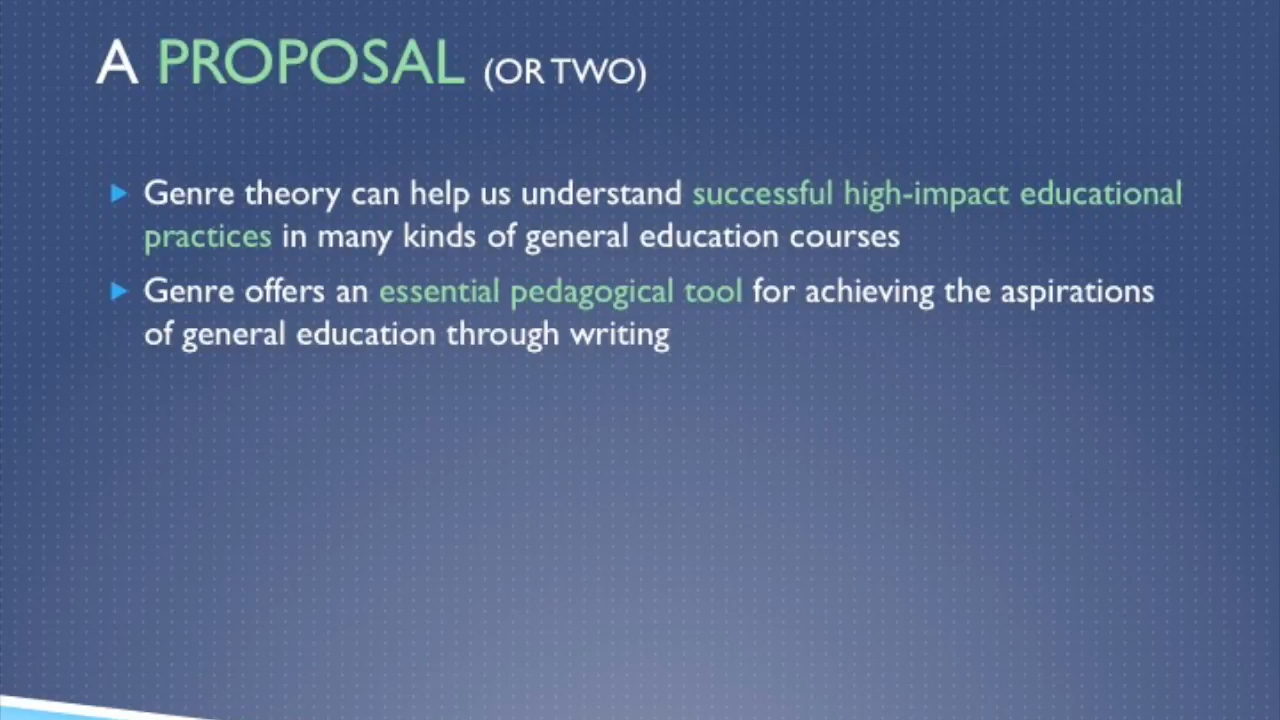 A PROPOSAL (OR TWO)
Genre theory can help us understand successful high-impact educational
practices in many kinds of general education courses
Genre offers an essential pedagogical tool for achieving the aspirations
of general education through writing